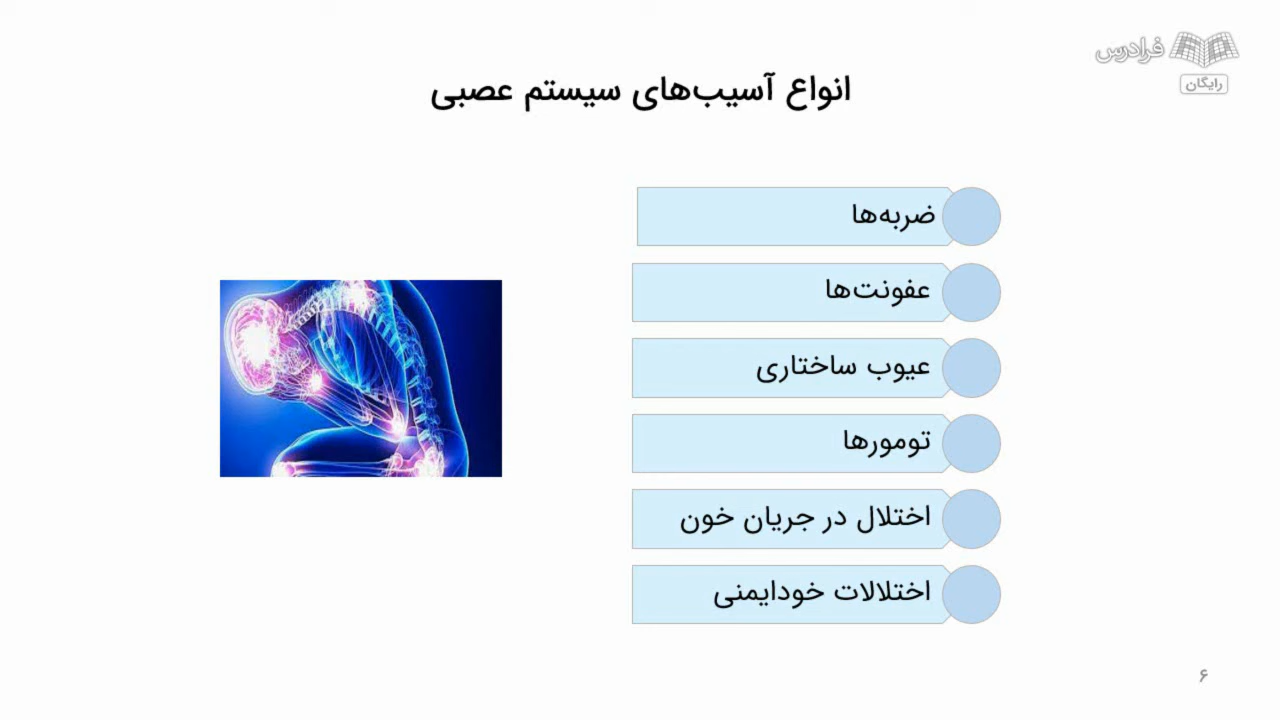 فرادرس
رایگان
انواع آسیب‌های سیستم عصبی
ضربه‌ها
عفونت‌ها
عیوب ساختاری
تومورها
اختلال در جریان خون
اختلالات خودایمنی
۶